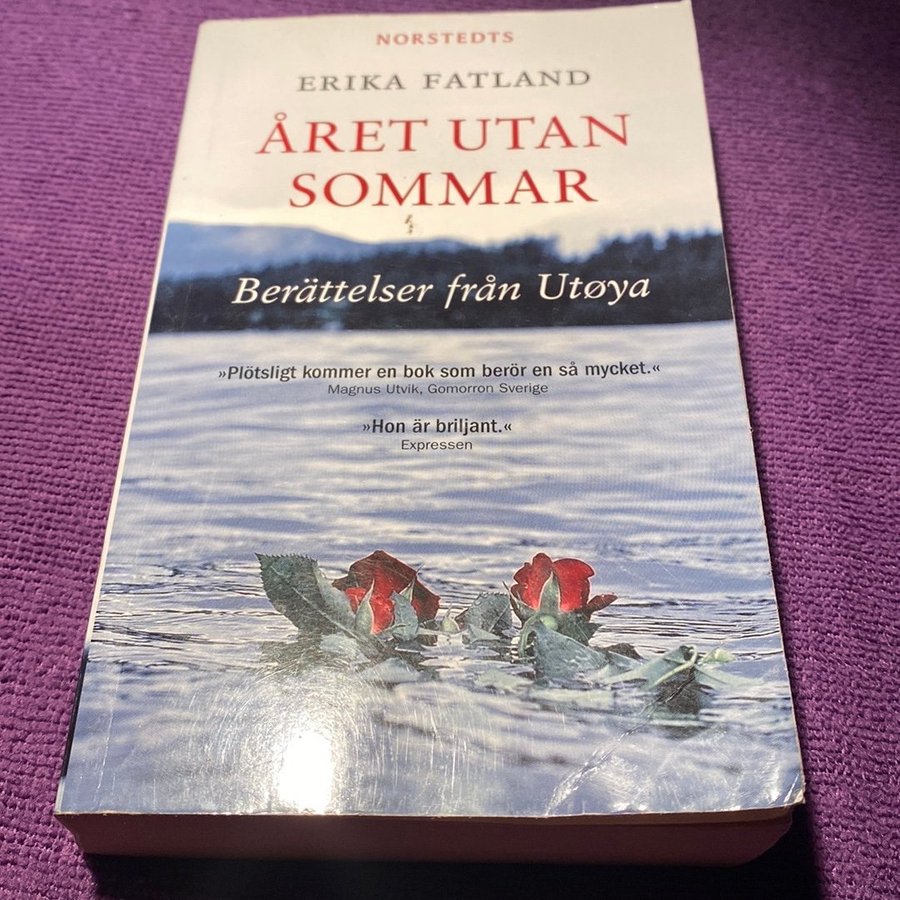 NORSTEDTS
ERIKA FATLAND
ÅRET UTAN
SOMMAR
Berättelser från Utøya
»Plötsligt kommer en bok som berör en så mycket.«
Magnus Utvik, Gomorron Sverige
»Hon är briljant.«
Expressen